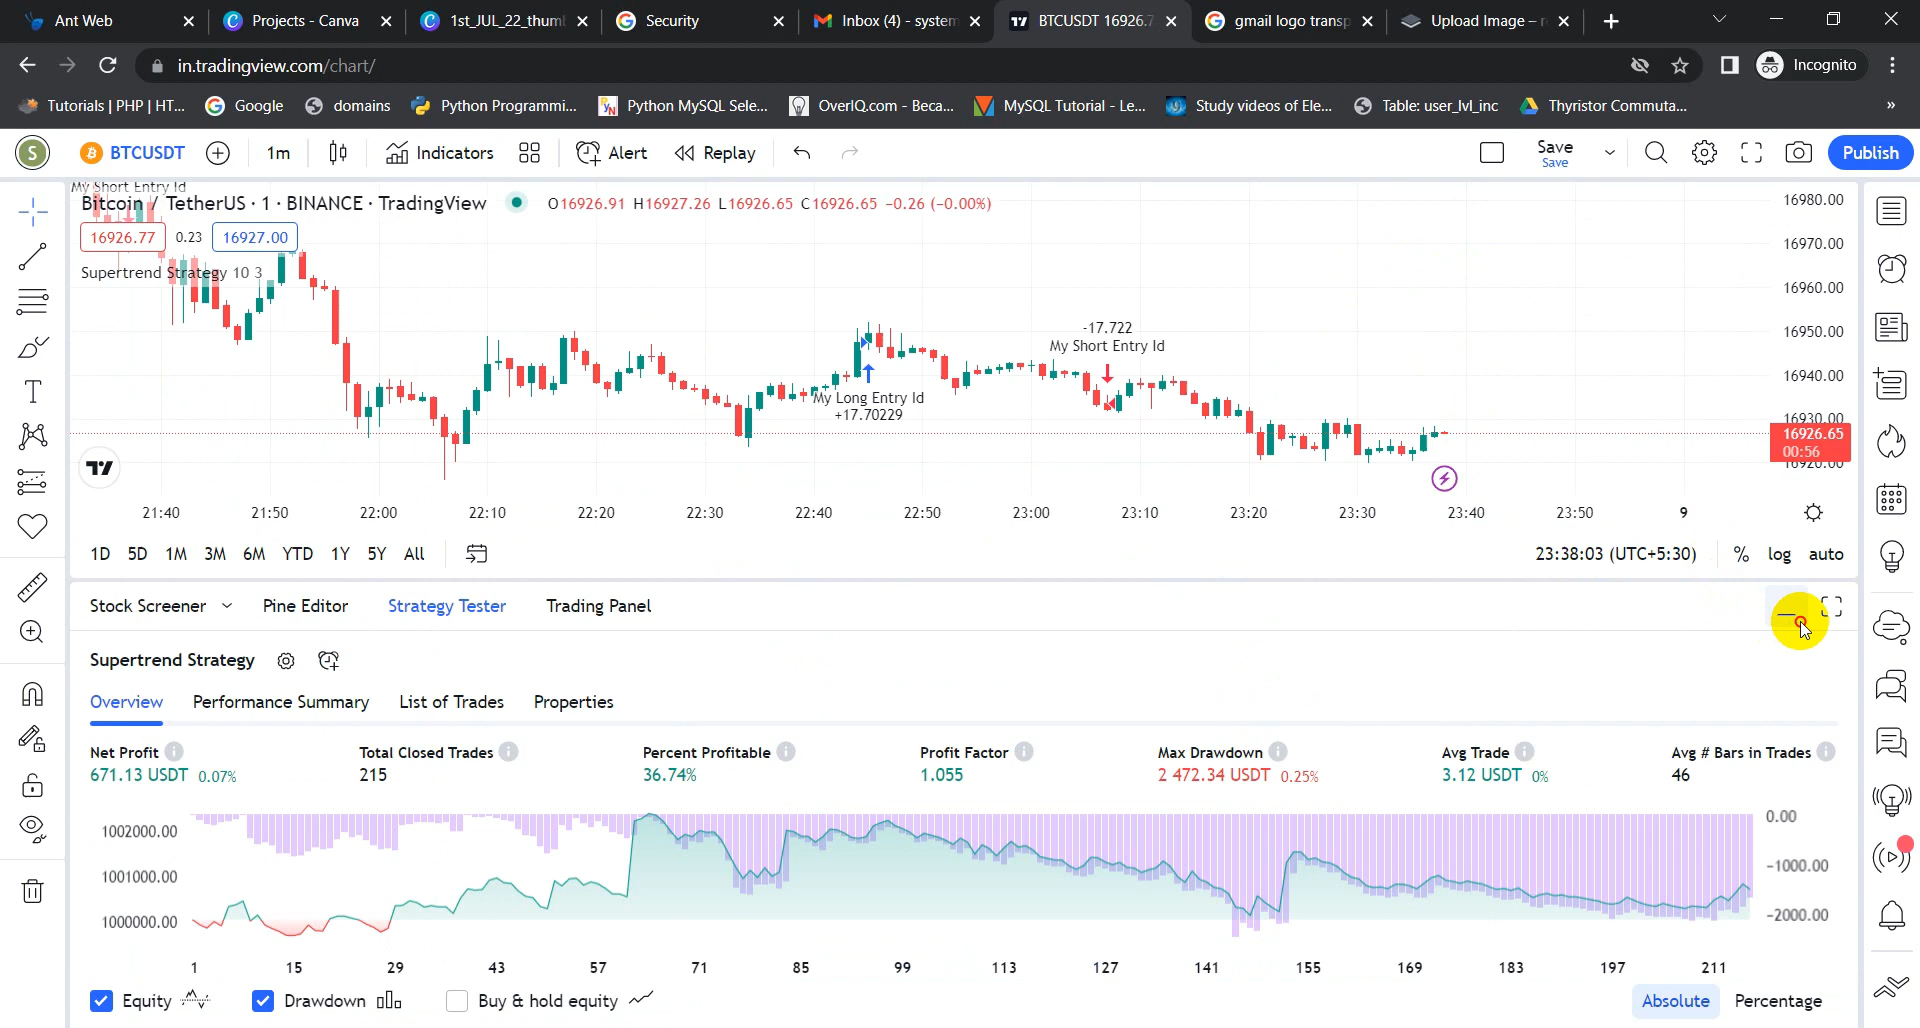 Ant Web
Projects - Canva
1st_JUL_22_thum
Security
Inbox (4) - system
BTCUSDT 16926.7
gmail logo transp
Upload Image –
in.tradingview.com/chart/
Incognito
Tutorials | PHP | HT...
Google
domains
Python Programmi...
Python MySQL Sele...
OverIQ.com - Beca...
MySQL Tutorial - Le...
Study videos of Ele...
Table: user_lvl_inc
Thyristor Commuta...
»
S
BTCUSDT
1m
Indicators
Alert
Replay
Save
Save
Publish
My Short Entry Id
Bitcoin / TetherUS · 1 · BINANCE · TradingView
O16926.91 H16927.26 L16926.65 C16926.65 -0.26 (-0.00%)
16926.77
0.23
16927.00
Supertrend Strategy 10 3
-17.722
My Short Entry Id
My Long Entry Id
+17.70229
16980.00
16970.00
16960.00
16950.00
16940.00
16930.00
16926.65
00:56
16920.00
21:40
21:50
22:00
22:10
22:20
22:30
22:40
22:50
23:00
23:10
23:20
23:30
23:40
23:50
9
1D
5D
1M
3M
6M
YTD
1Y
5Y
All
23:38:03 (UTC+5:30)
%
log
auto
Stock Screener
Pine Editor
Strategy Tester
Trading Panel
Supertrend Strategy
Overview
Performance Summary
List of Trades
Properties
Net Profit
671.13 USDT 0.07%
Total Closed Trades
215
Percent Profitable
36.74%
Profit Factor
1.055
Max Drawdown
2 472.34 USDT 0.25%
Avg Trade
3.12 USDT 0%
Avg # Bars in Trades
46
1002000.00
1001000.00
1000000.00
0.00
-1000.00
-2000.00
1
15
29
43
57
71
85
99
113
127
141
155
169
183
197
211
Equity
Drawdown
Buy & hold equity
Absolute
Percentage